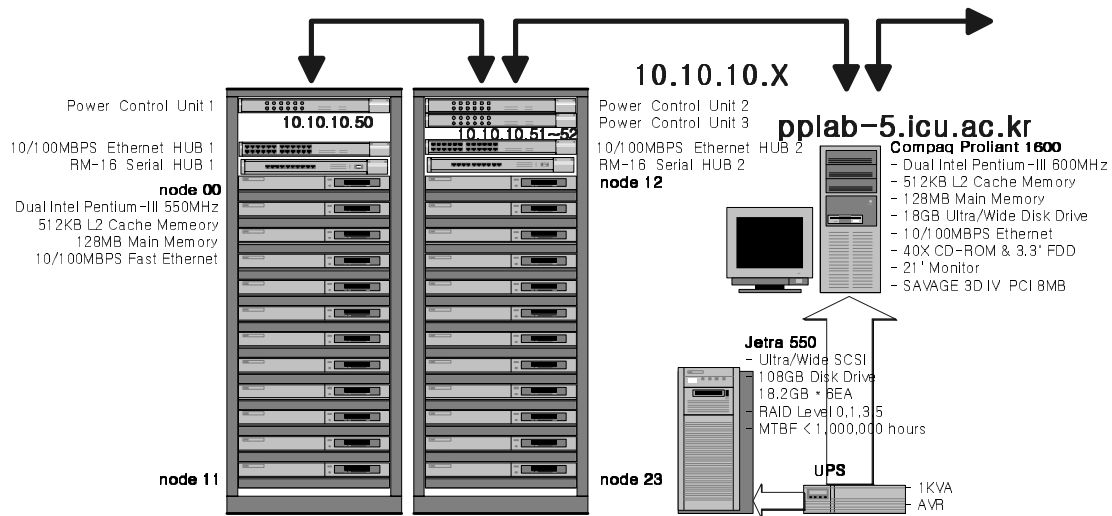 10.10.10.X
Power Control Unit 1
10.10.10.50
10/100MBPS Ethernet HUB 1
RM-16 Serial HUB 1
node 00
Dual Intel Pentium-III 550MHz
512KB L2 Cache Memeory
128MB Main Memory
10/100MBPS Fast Ethernet
node 11
Power Control Unit 2
Power Control Unit 3
10.10.10.51~52
10/100MBPS Ethernet HUB 2
RM-16 Serial HUB 2
node 12
node 23
pplab-5.icu.ac.kr
Compaq Proliant 1600
- Dual Intel Pentium-III 600MHz
- 512KB L2 Cache Memory
- 128MB Main Memory
- 18GB Ultra/Wide Disk Drive
- 10/100MBPS Ethernet
- 40X CD-ROM & 3.3" FDD
- 21" Monitor
- SAVAGE 3D IV PCI 8MB
Jetra 550
- Ultra/Wide SCSI
- 108GB Disk Drive
18.2GB * 6EA
- RAID Level 0,1,3,5
- MTBF < 1,000,000 hours
UPS
- 1KVA
- AVR